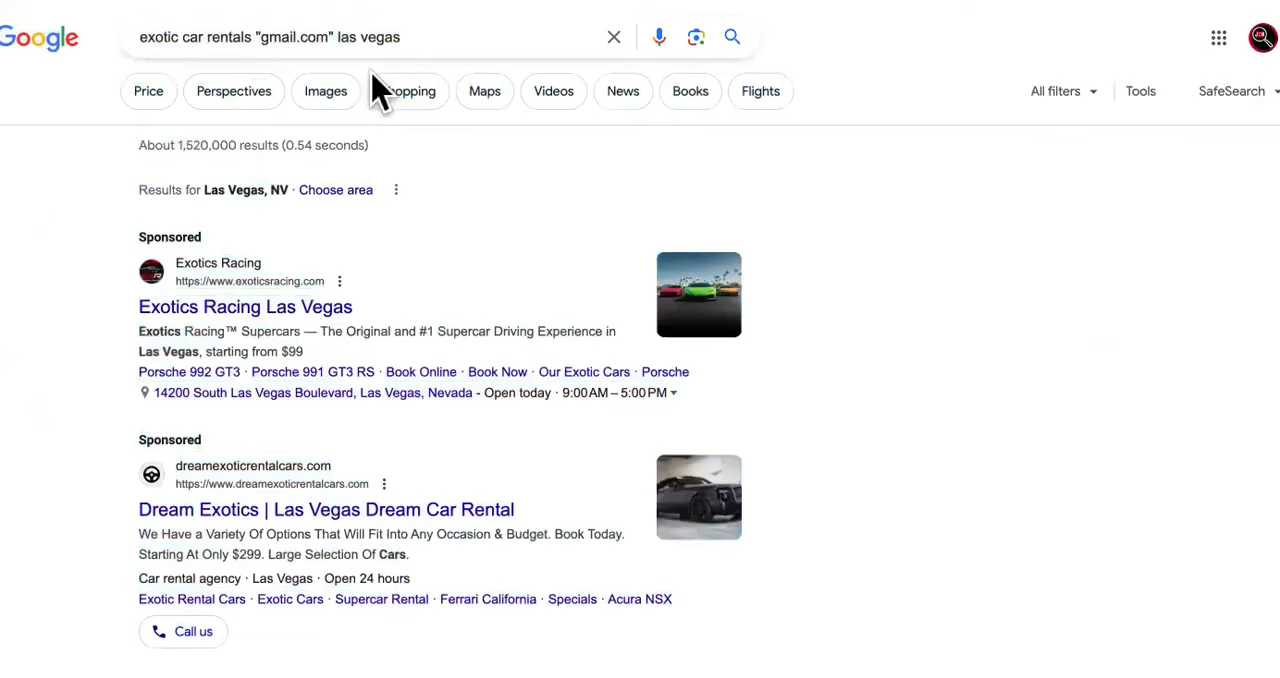 Google
exotic car rentals "gmail.com" las vegas
Price Perspectives Images Shopping Maps Videos News Books Flights All filters Tools SafeSearch
About 1,520,000 results (0.54 seconds)
Results for Las Vegas, NV · Choose area
Sponsored
Exotics Racing
https://www.exoticsracing.com
Exotics Racing Las Vegas
Exotics Racing™ Supercars — The Original and #1 Supercar Driving Experience in
Las Vegas, starting from $99
Porsche 992 GT3 · Porsche 991 GT3 RS · Book Online · Book Now · Our Exotic Cars · Porsche
14200 South Las Vegas Boulevard, Las Vegas, Nevada - Open today · 9:00 AM – 5:00 PM
Sponsored
dreamexoticrentalcars.com
https://www.dreamexoticrentalcars.com
Dream Exotics | Las Vegas Dream Car Rental
We Have a Variety Of Options That Will Fit Into Any Occasion & Budget. Book Today.
Starting At Only $299. Large Selection Of Cars.
Car rental agency · Las Vegas · Open 24 hours
Exotic Rental Cars · Exotic Cars · Supercar Rental · Ferrari California · Specials · Acura NSX
Call us